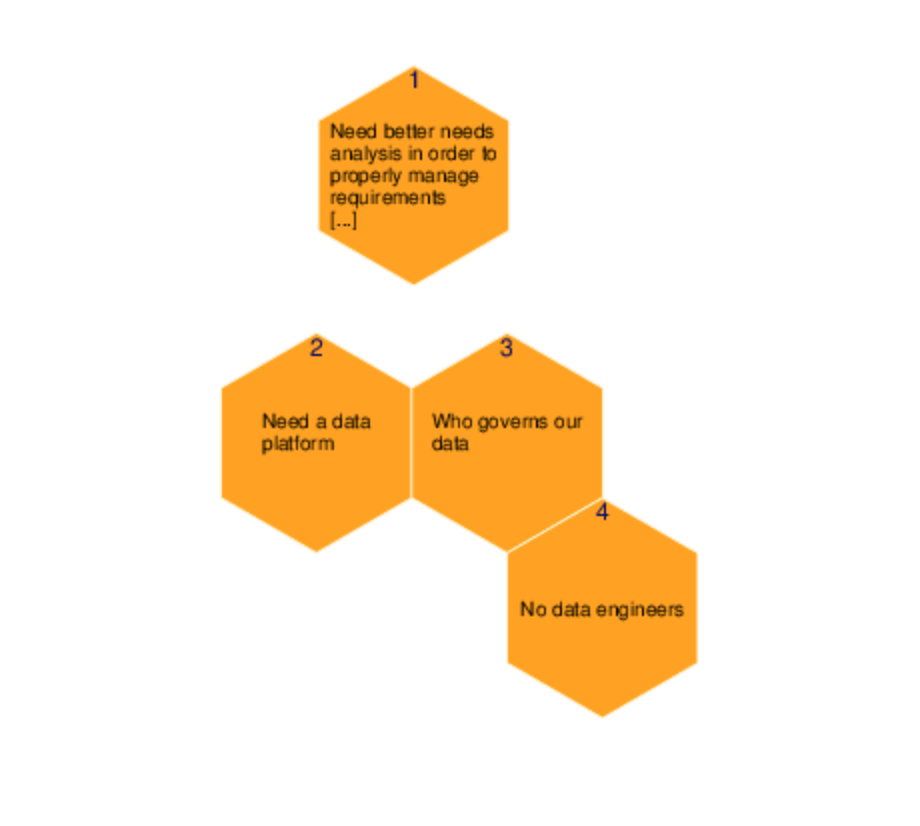 1
Need better needs
analysis in order to
properly manage
requirements
[...]
2
Need a data
platform
3
Who governs our
data
4
No data engineers